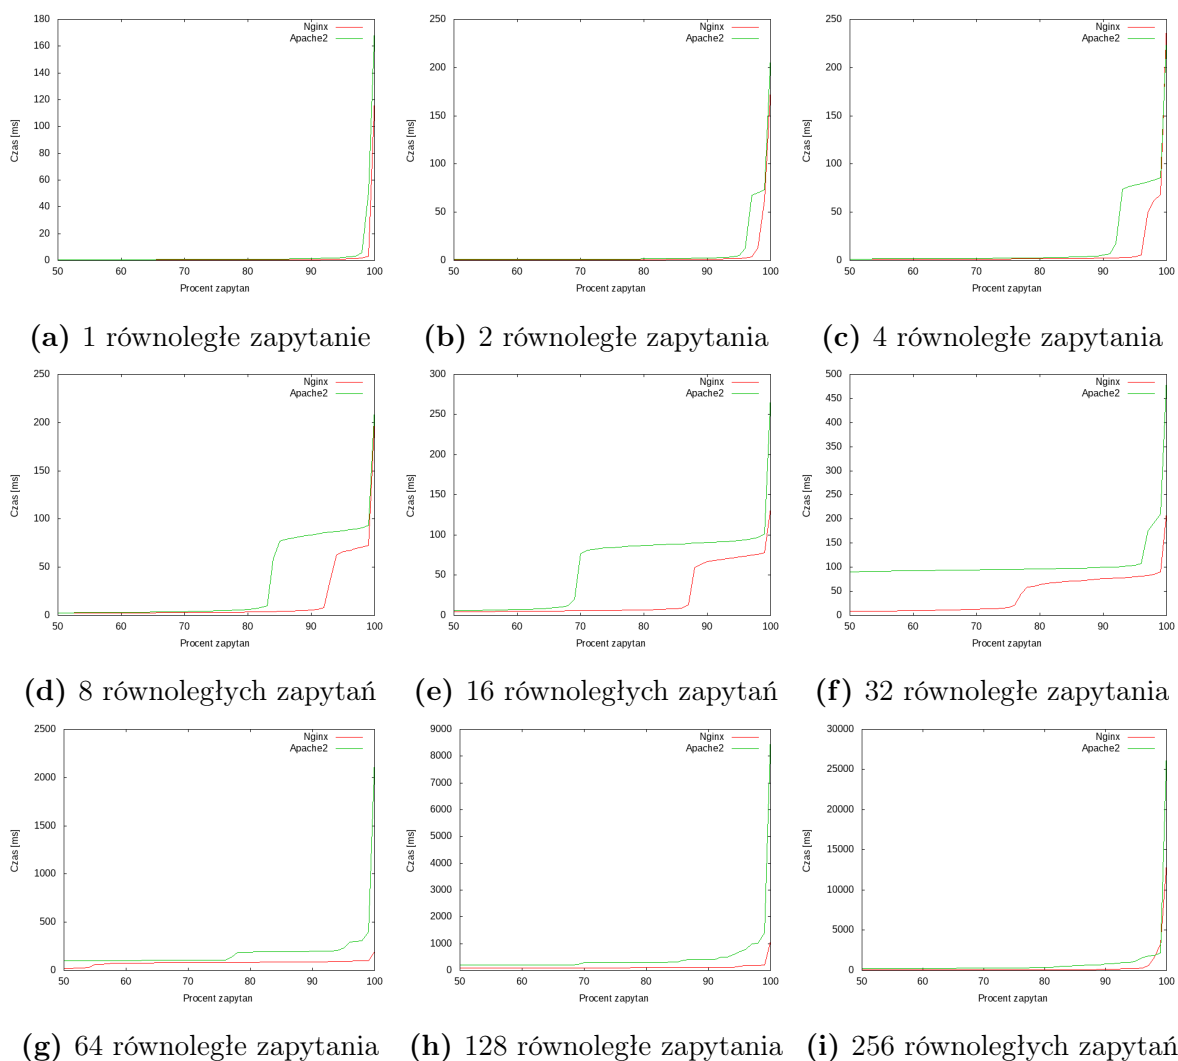 180
160
140
120
100
80
60
40
20
0
Czas [ms]
50 60 70 80 90 100
Procent zapytan
Nginx
Apache2
(a) 1 równoległe zapytanie
250
200
150
100
50
0
Czas [ms]
50 60 70 80 90 100
Procent zapytan
Nginx
Apache2
(b) 2 równoległe zapytania
250
200
150
100
50
0
Czas [ms]
50 60 70 80 90 100
Procent zapytan
Nginx
Apache2
(c) 4 równoległe zapytania
250
200
150
100
50
0
Czas [ms]
50 60 70 80 90 100
Procent zapytan
Nginx
Apache2
(d) 8 równoległych zapytań
300
250
200
150
100
50
0
Czas [ms]
50 60 70 80 90 100
Procent zapytan
Nginx
Apache2
(e) 16 równoległych zapytań
500
450
400
350
300
250
200
150
100
50
0
Czas [ms]
50 60 70 80 90 100
Procent zapytan
Nginx
Apache2
(f) 32 równoległe zapytania
2500
2000
1500
1000
500
0
Czas [ms]
50 60 70 80 90 100
Procent zapytan
Nginx
Apache2
(g) 64 równoległe zapytania
9000
8000
7000
6000
5000
4000
3000
2000
1000
0
Czas [ms]
50 60 70 80 90 100
Procent zapytan
Nginx
Apache2
(h) 128 równoległe zapytania
30000
25000
20000
15000
10000
5000
0
Czas [ms]
50 60 70 80 90 100
Procent zapytan
Nginx
Apache2
(i) 256 równoległych zapytań